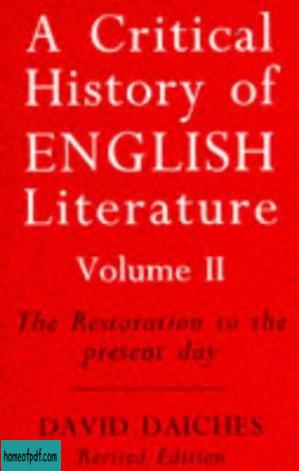 A Critical
History of
ENGLISH
Literature
Volume II
The Restoration to the
present day
DAVID DAICHES
Revised Edition
homeofpdf.com